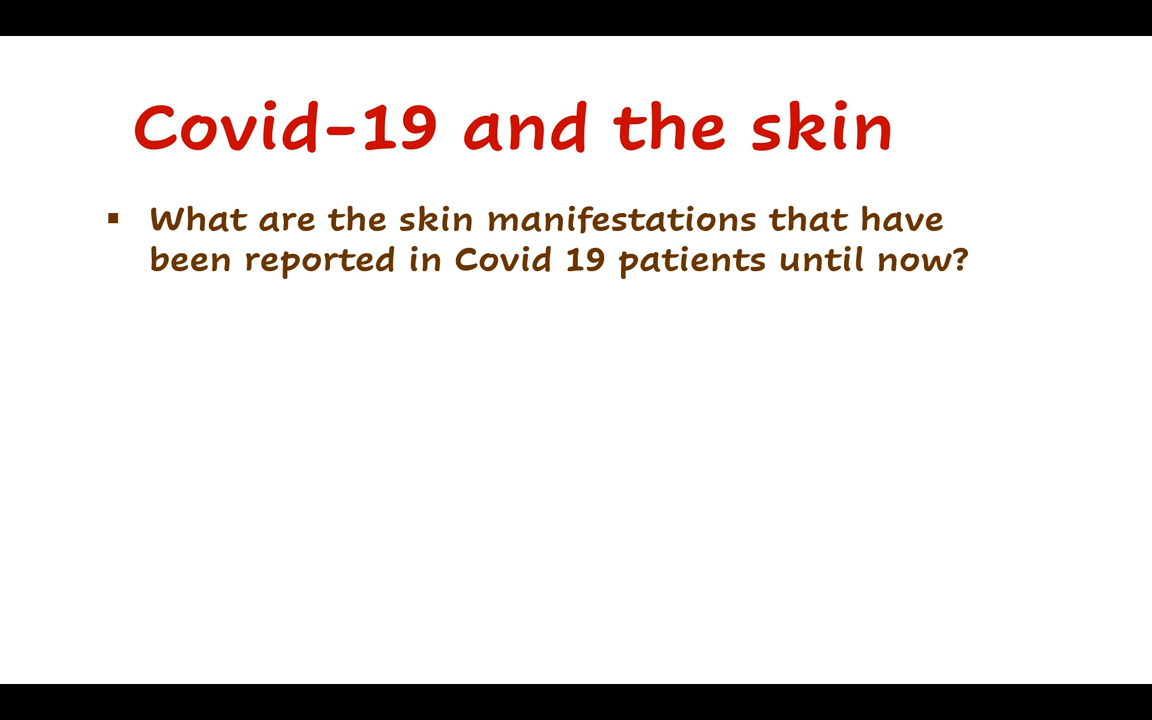 Covid-19 and the skin
▪ What are the skin manifestations that have
been reported in Covid 19 patients until now?